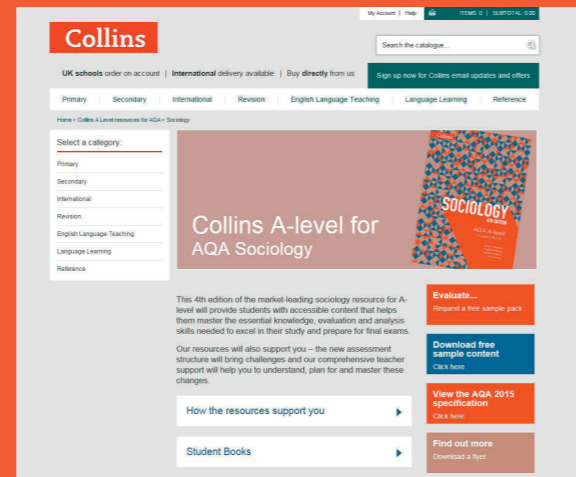 My Account | Help ITEMS: 0 | SUBTOTAL: 0.00
Collins
Search the catalogue...
UK schools order on account | International delivery available | Buy directly from us
Sign up now for Collins email updates and offers
Primary Secondary International Revision English Language Teaching Language Learning Reference
Home > Collins A Level resources for AQA > Sociology
Select a category:
Primary
Secondary
International
Revision
English Language Teaching
Language Learning
Reference
Collins A-level for
AQA Sociology
Collins
SOCIOLOGY
AQA A-level
This 4th edition of the market-leading sociology resource for A-
level will provide students with accessible content that helps
them master the essential knowledge, evaluation and analysis
skills needed to excel in their study and prepare for final exams.
Our resources will also support you – the new assessment
structure will bring challenges and our comprehensive teacher
support will help you to understand, plan for and master these
changes.
How the resources support you
Student Books
Evaluate...
Request a free sample pack
Download free
sample content
Click here
View the AQA 2015
specification
Click here
Find out more
Download a flyer